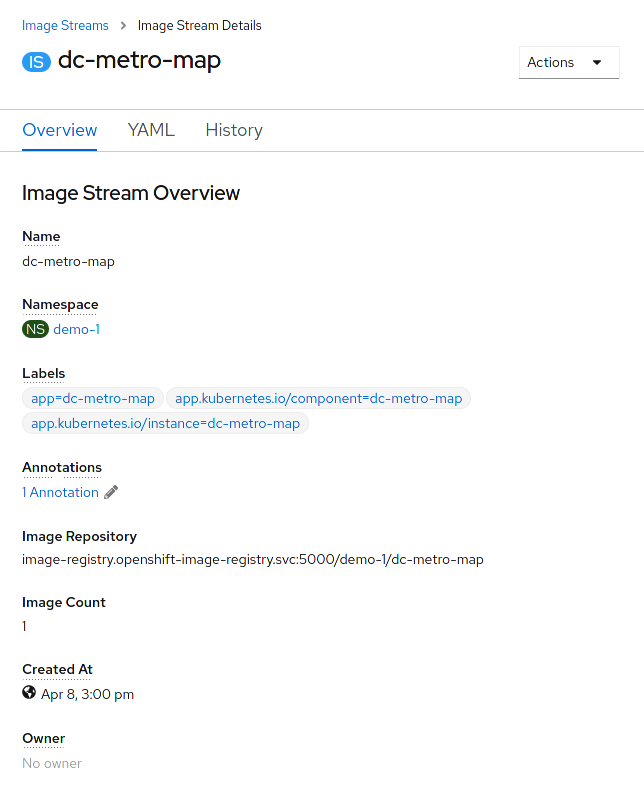 Image Streams > Image Stream Details
IS dc-metro-map
Actions
Overview YAML History
Image Stream Overview
Name
dc-metro-map
Namespace
NS demo-1
Labels
app=dc-metro-map app.kubernetes.io/component=dc-metro-map
app.kubernetes.io/instance=dc-metro-map
Annotations
1 Annotation
Image Repository
image-registry.openshift-image-registry.svc:5000/demo-1/dc-metro-map
Image Count
1
Created At
Apr 8, 3:00 pm
Owner
No owner